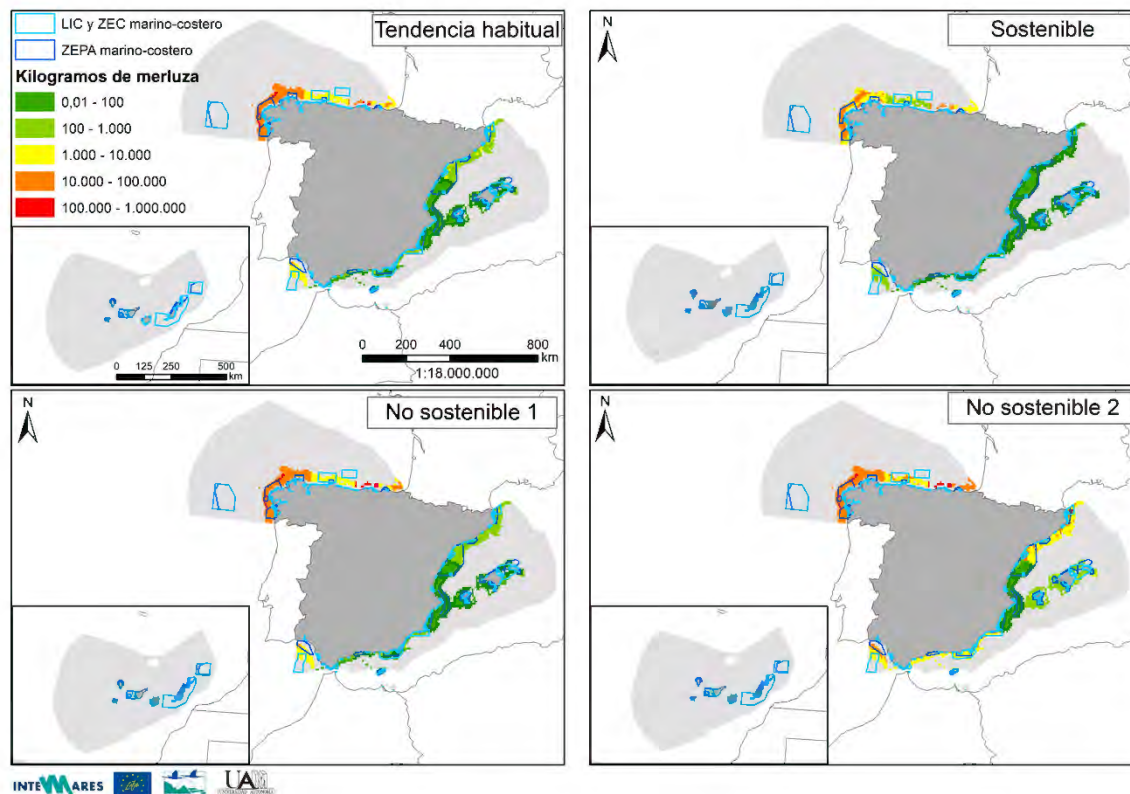 LIC y ZEC marino-costero
ZEPA marino-costero
Kilogramos de merluza
0,01 - 100
100 - 1.000
1.000 - 10.000
10.000 - 100.000
100.000 - 1.000.000
Tendencia habitual
0 125 250 500
km
0 200 400 800
km
1:18.000.000
N
Sostenible
N
No sostenible 1
N
No sostenible 2
INTEMARES
UAM